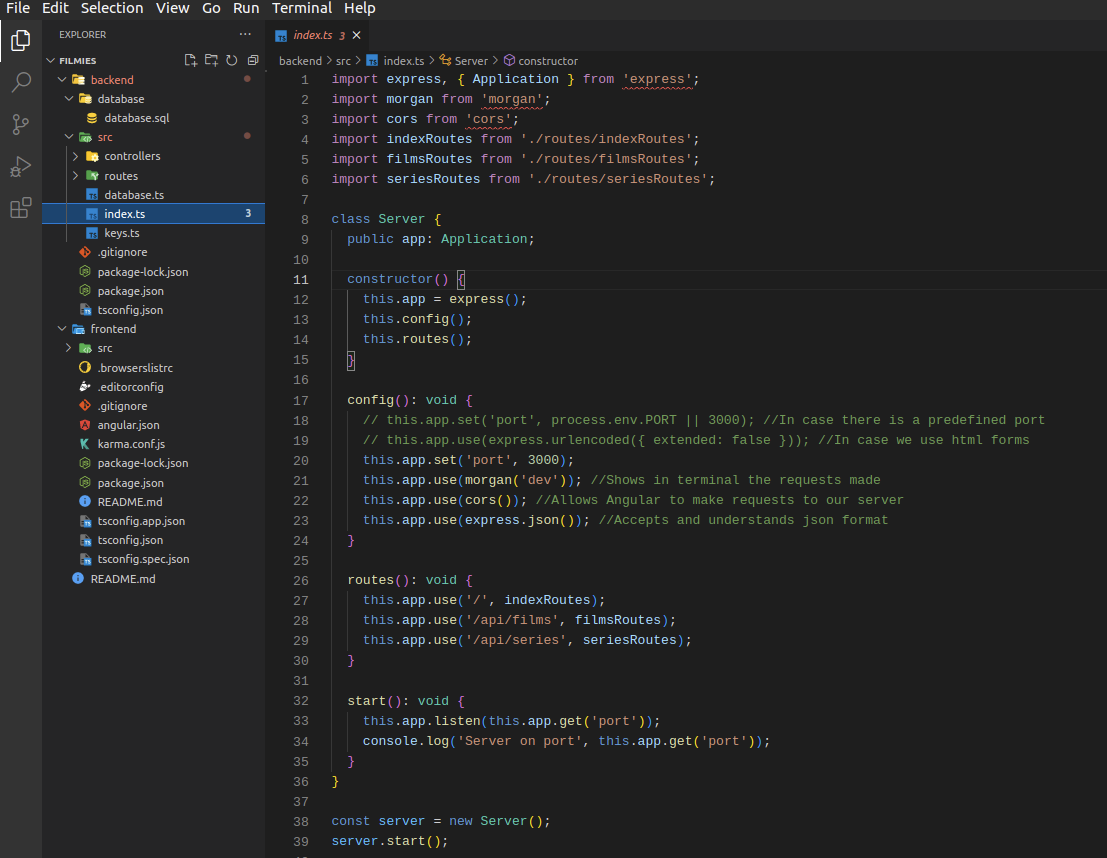 File Edit Selection View Go Run Terminal Help
EXPLORER ...
FILMIES
backend
database
database.sql
src
controllers
routes
database.ts
index.ts 3
keys.ts
.gitignore
package-lock.json
package.json
tsconfig.json
frontend
src
.browserslistrc
.editorconfig
.gitignore
angular.json
karma.conf.js
package-lock.json
package.json
README.md
tsconfig.app.json
tsconfig.json
tsconfig.spec.json
README.md
index.ts 3
backend > src > index.ts > Server > constructor
1 import express, { Application } from 'express';
2 import morgan from 'morgan';
3 import cors from 'cors';
4 import indexRoutes from './routes/indexRoutes';
5 import filmsRoutes from './routes/filmsRoutes';
6 import seriesRoutes from './routes/seriesRoutes';
7
8 class Server {
9 public app: Application;
10
11 constructor() {
12 this.app = express();
13 this.config();
14 this.routes();
15 }
16
17 config(): void {
18 // this.app.set('port', process.env.PORT || 3000); //In case there is a predefined port
19 // this.app.use(express.urlencoded({ extended: false })); //In case we use html forms
20 this.app.set('port', 3000);
21 this.app.use(morgan('dev')); //Shows in terminal the requests made
22 this.app.use(cors()); //Allows Angular to make requests to our server
23 this.app.use(express.json()); //Accepts and understands json format
24 }
25
26 routes(): void {
27 this.app.use('/', indexRoutes);
28 this.app.use('/api/films', filmsRoutes);
29 this.app.use('/api/series', seriesRoutes);
30 }
31
32 start(): void {
33 this.app.listen(this.app.get('port'));
34 console.log('Server on port', this.app.get('port'));
35 }
36 }
37
38 const server = new Server();
39 server.start();